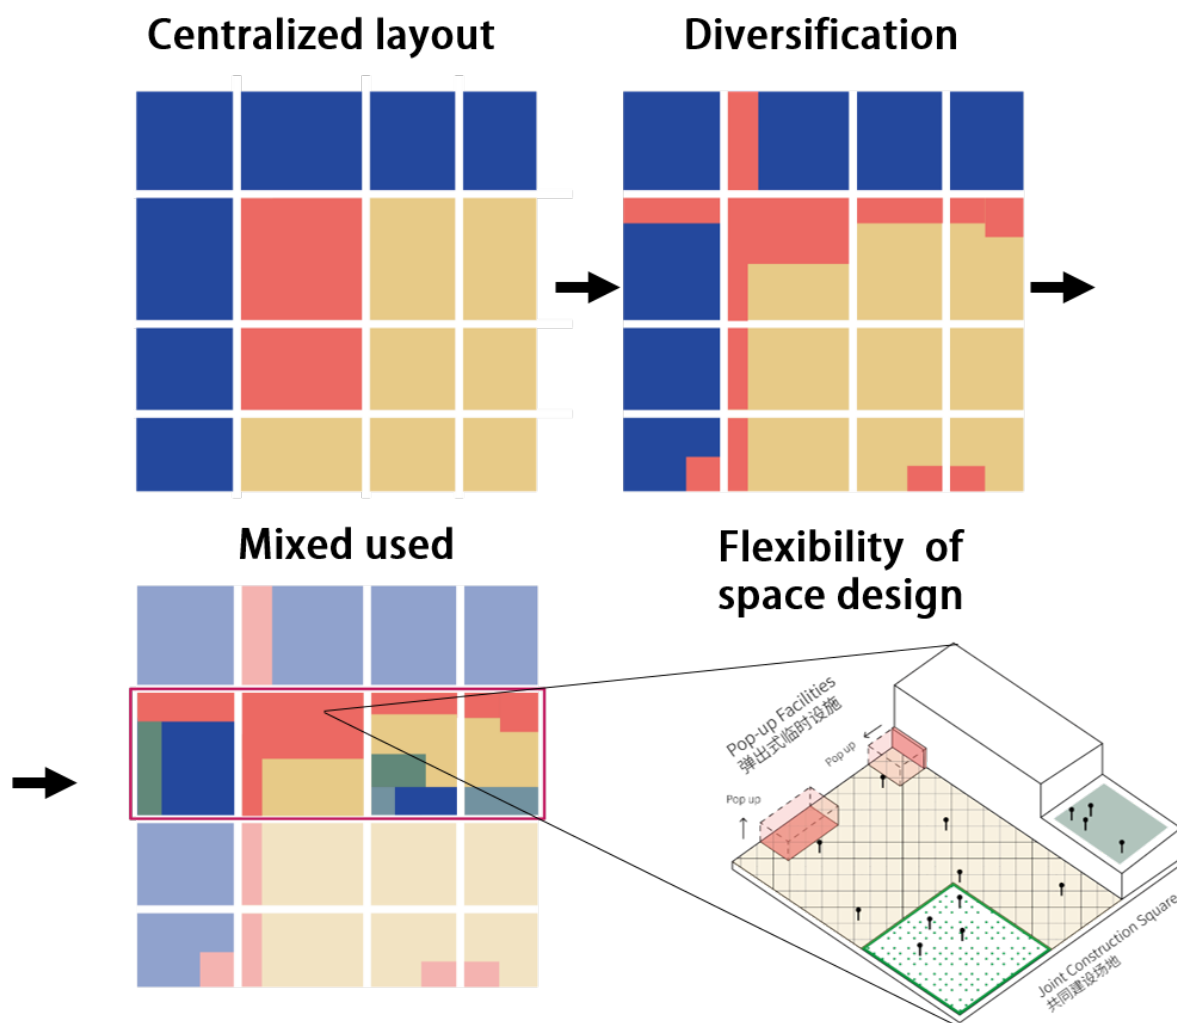 Centralized layout
Diversification
Mixed used
Flexibility of
space design
Pop-up Facilities
弹出式临时设施
Pop up
Pop up
Joint Construction Square
共同建设场地